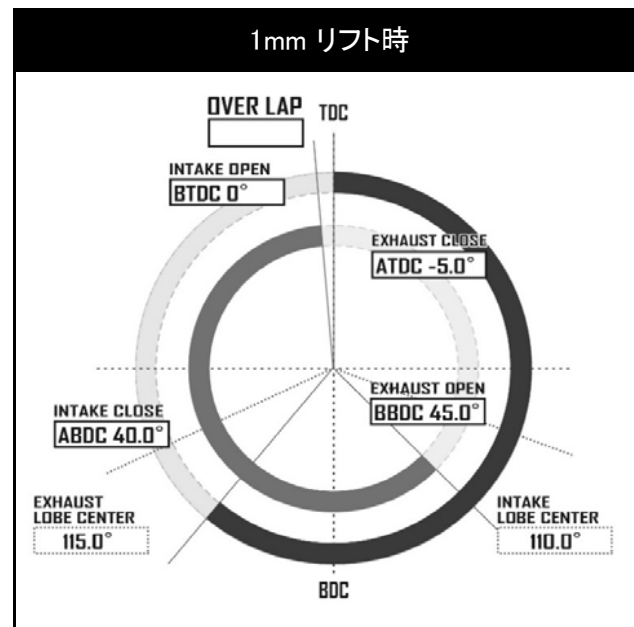 1mm リフト時
OVER LAP
TDC
INTAKE OPEN
BTDC 0°
EXHAUST CLOSE
ATDC -5.0°
EXHAUST OPEN
BBDC 45.0°
INTAKE CLOSE
ABDC 40.0°
EXHAUST
LOBE CENTER
115.0°
INTAKE
LOBE CENTER
110.0°
BDC